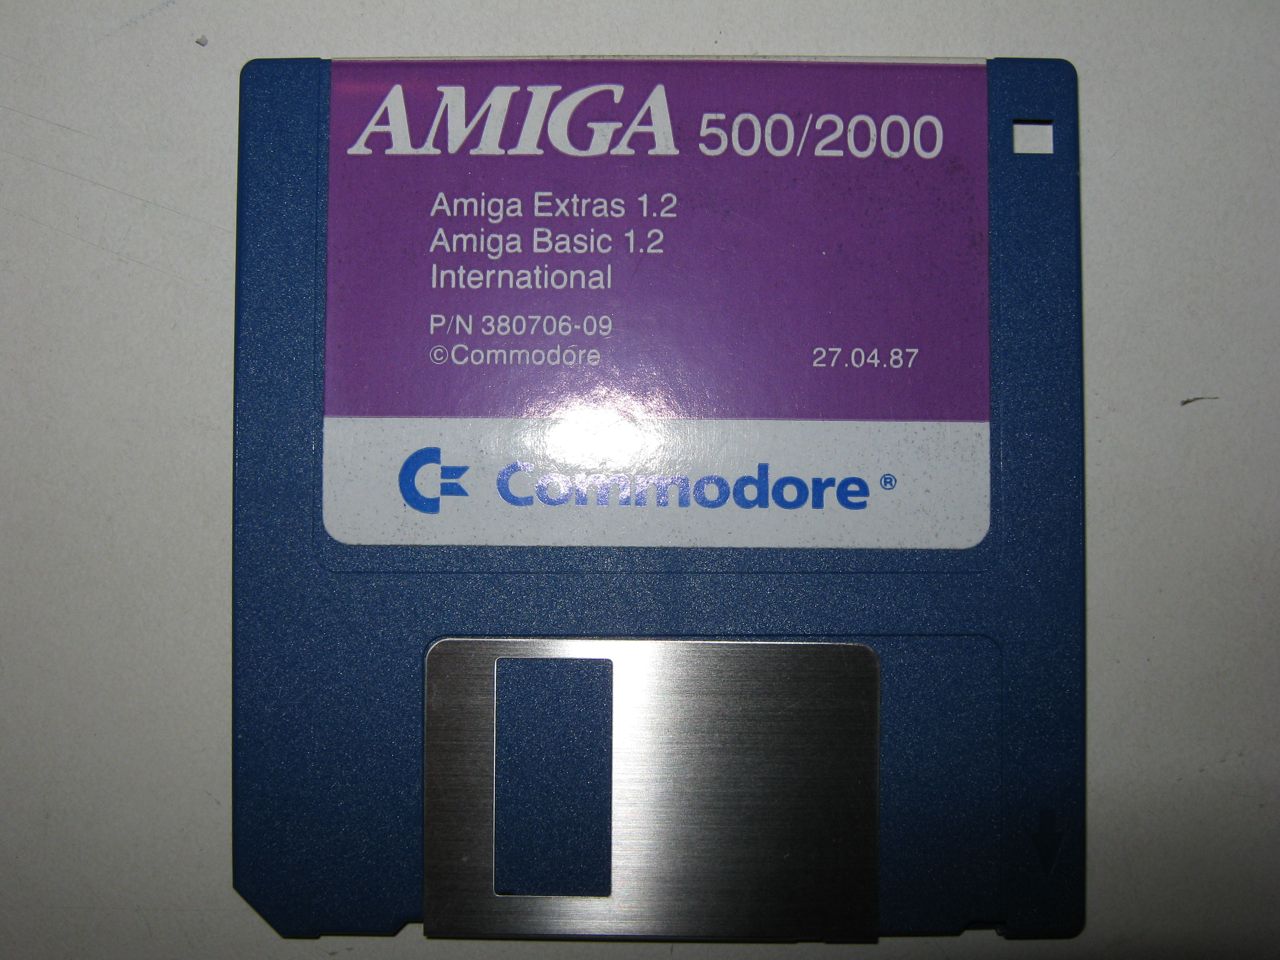 AMIGA 500/2000
Amiga Extras 1.2
Amiga Basic 1.2
International
P/N 380706-09
©Commodore 27.04.87
Commodore®